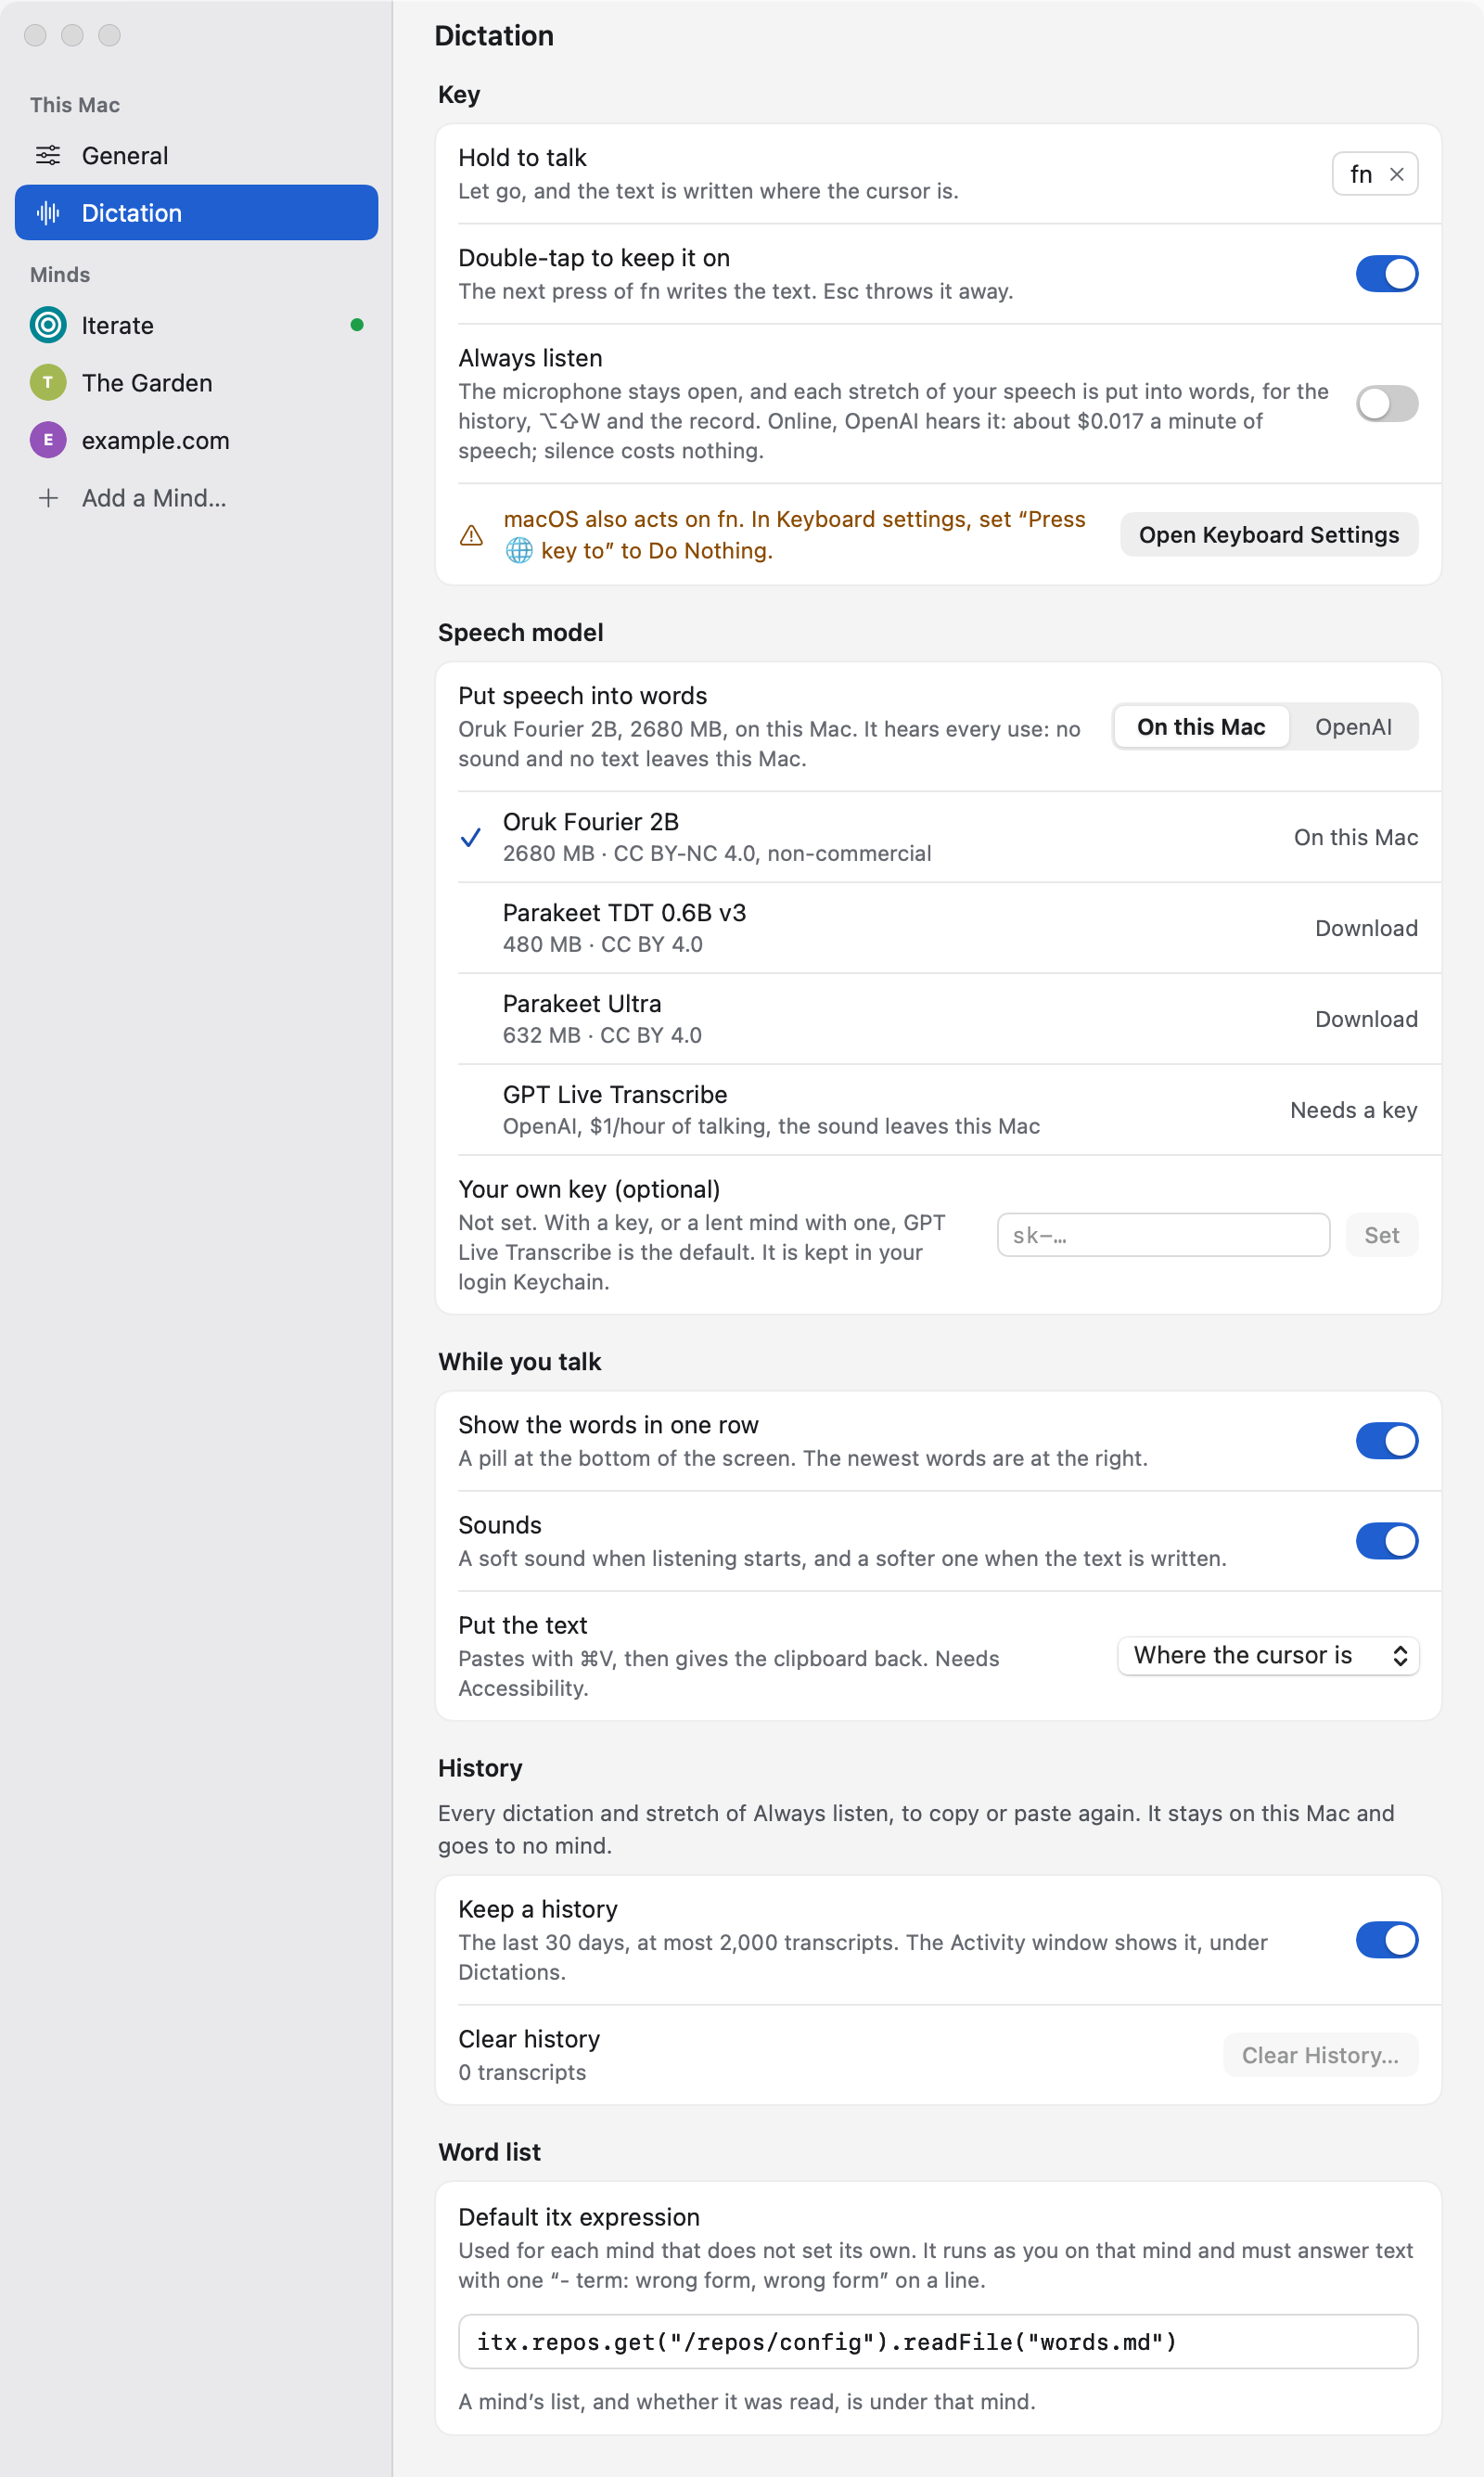 Dictation
This Mac
General
Dictation
Minds
Iterate
T The Garden
E example.com
Add a Mind...
Key
Hold to talk
Let go, and the text is written where the cursor is.
fn ×
Double-tap to keep it on
The next press of fn writes the text. Esc throws it away.
Always listen
The microphone stays open, and each stretch of your speech is put into words, for the
history, ⌥⇧W and the record. Online, OpenAI hears it: about $0.017 a minute of
speech; silence costs nothing.
macOS also acts on fn. In Keyboard settings, set “Press
🌐 key to” to Do Nothing.
Open Keyboard Settings
Speech model
Put speech into words
Oruk Fourier 2B, 2680 MB, on this Mac. It hears every use: no
sound and no text leaves this Mac.
On this Mac
OpenAI
Oruk Fourier 2B
2680 MB · CC BY-NC 4.0, non-commercial
On this Mac
Parakeet TDT 0.6B v3
480 MB · CC BY 4.0
Download
Parakeet Ultra
632 MB · CC BY 4.0
Download
GPT Live Transcribe
OpenAI, $1/hour of talking, the sound leaves this Mac
Needs a key
Your own key (optional)
Not set. With a key, or a lent mind with one, GPT
Live Transcribe is the default. It is kept in your
login Keychain.
sk-…
Set
While you talk
Show the words in one row
A pill at the bottom of the screen. The newest words are at the right.
Sounds
A soft sound when listening starts, and a softer one when the text is written.
Put the text
Pastes with ⌘V, then gives the clipboard back. Needs
Accessibility.
Where the cursor is
History
Every dictation and stretch of Always listen, to copy or paste again. It stays on this Mac and
goes to no mind.
Keep a history
The last 30 days, at most 2,000 transcripts. The Activity window shows it, under
Dictations.
Clear history
0 transcripts
Clear History...
Word list
Default itx expression
Used for each mind that does not set its own. It runs as you on that mind and must answer text
with one “- term: wrong form, wrong form” on a line.
itx.repos.get("/repos/config").readFile("words.md")
A mind’s list, and whether it was read, is under that mind.